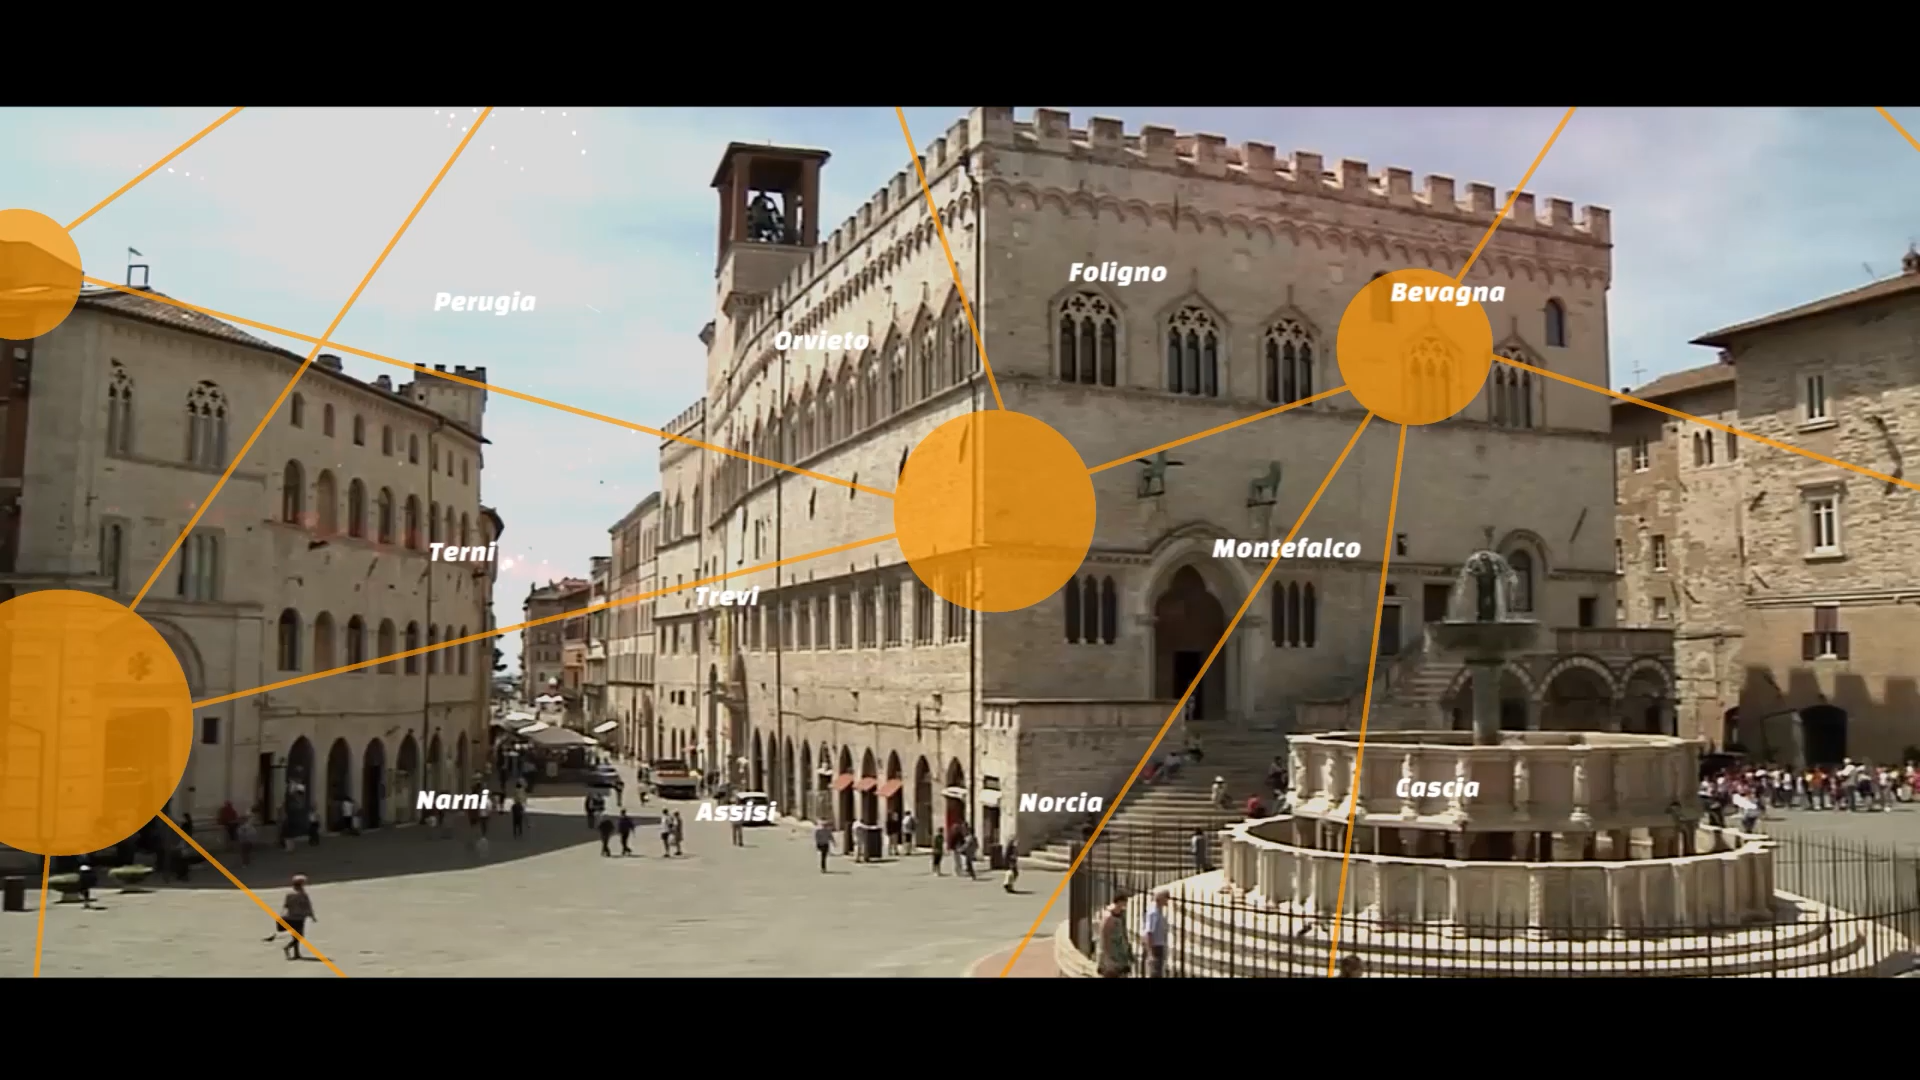 Perugia
Orvieto
Foligno
Bevagna
Terni
Trevi
Montefalco
Narni
Assisi
Norcia
Cascia